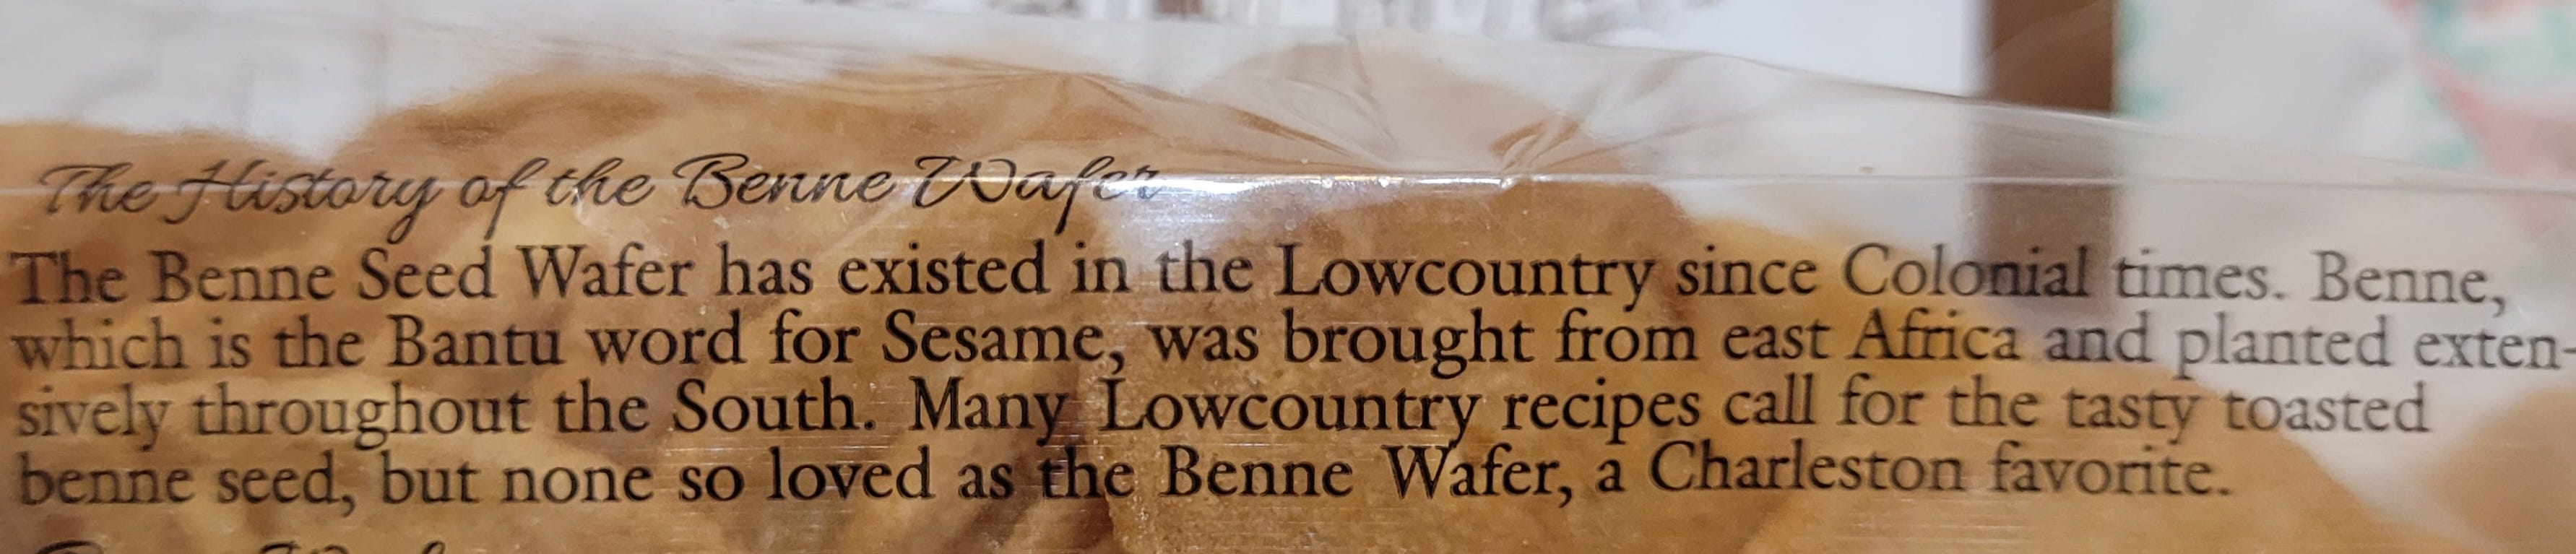 The History of the Benne Wafer
The Benne Seed Wafer has existed in the Lowcountry since Colonial times. Benne,
which is the Bantu word for Sesame, was brought from east Africa and planted exten-
sively throughout the South. Many Lowcountry recipes call for the tasty toasted
benne seed, but none so loved as the Benne Wafer, a Charleston favorite.